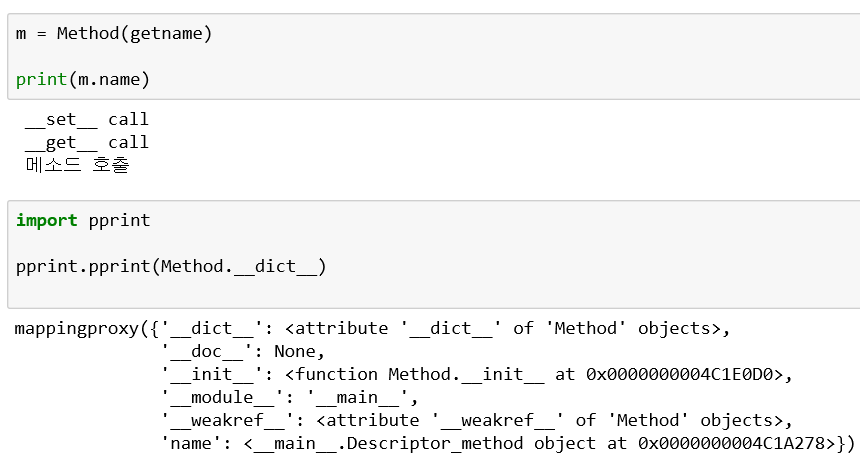 m = Method(getname)
print(m.name)
__set__ call
__get__ call
메소드 호출
import pprint
pprint.pprint(Method.__dict__)
mappingproxy({'__dict__': <attribute '__dict__' of 'Method' objects>,
'__doc__': None,
'__init__': <function Method.__init__ at 0x0000000004C1E0D0>,
'__module__': '__main__',
'__weakref__': <attribute '__weakref__' of 'Method' objects>,
'name': <__main__.Descriptor_method object at 0x0000000004C1A278>})